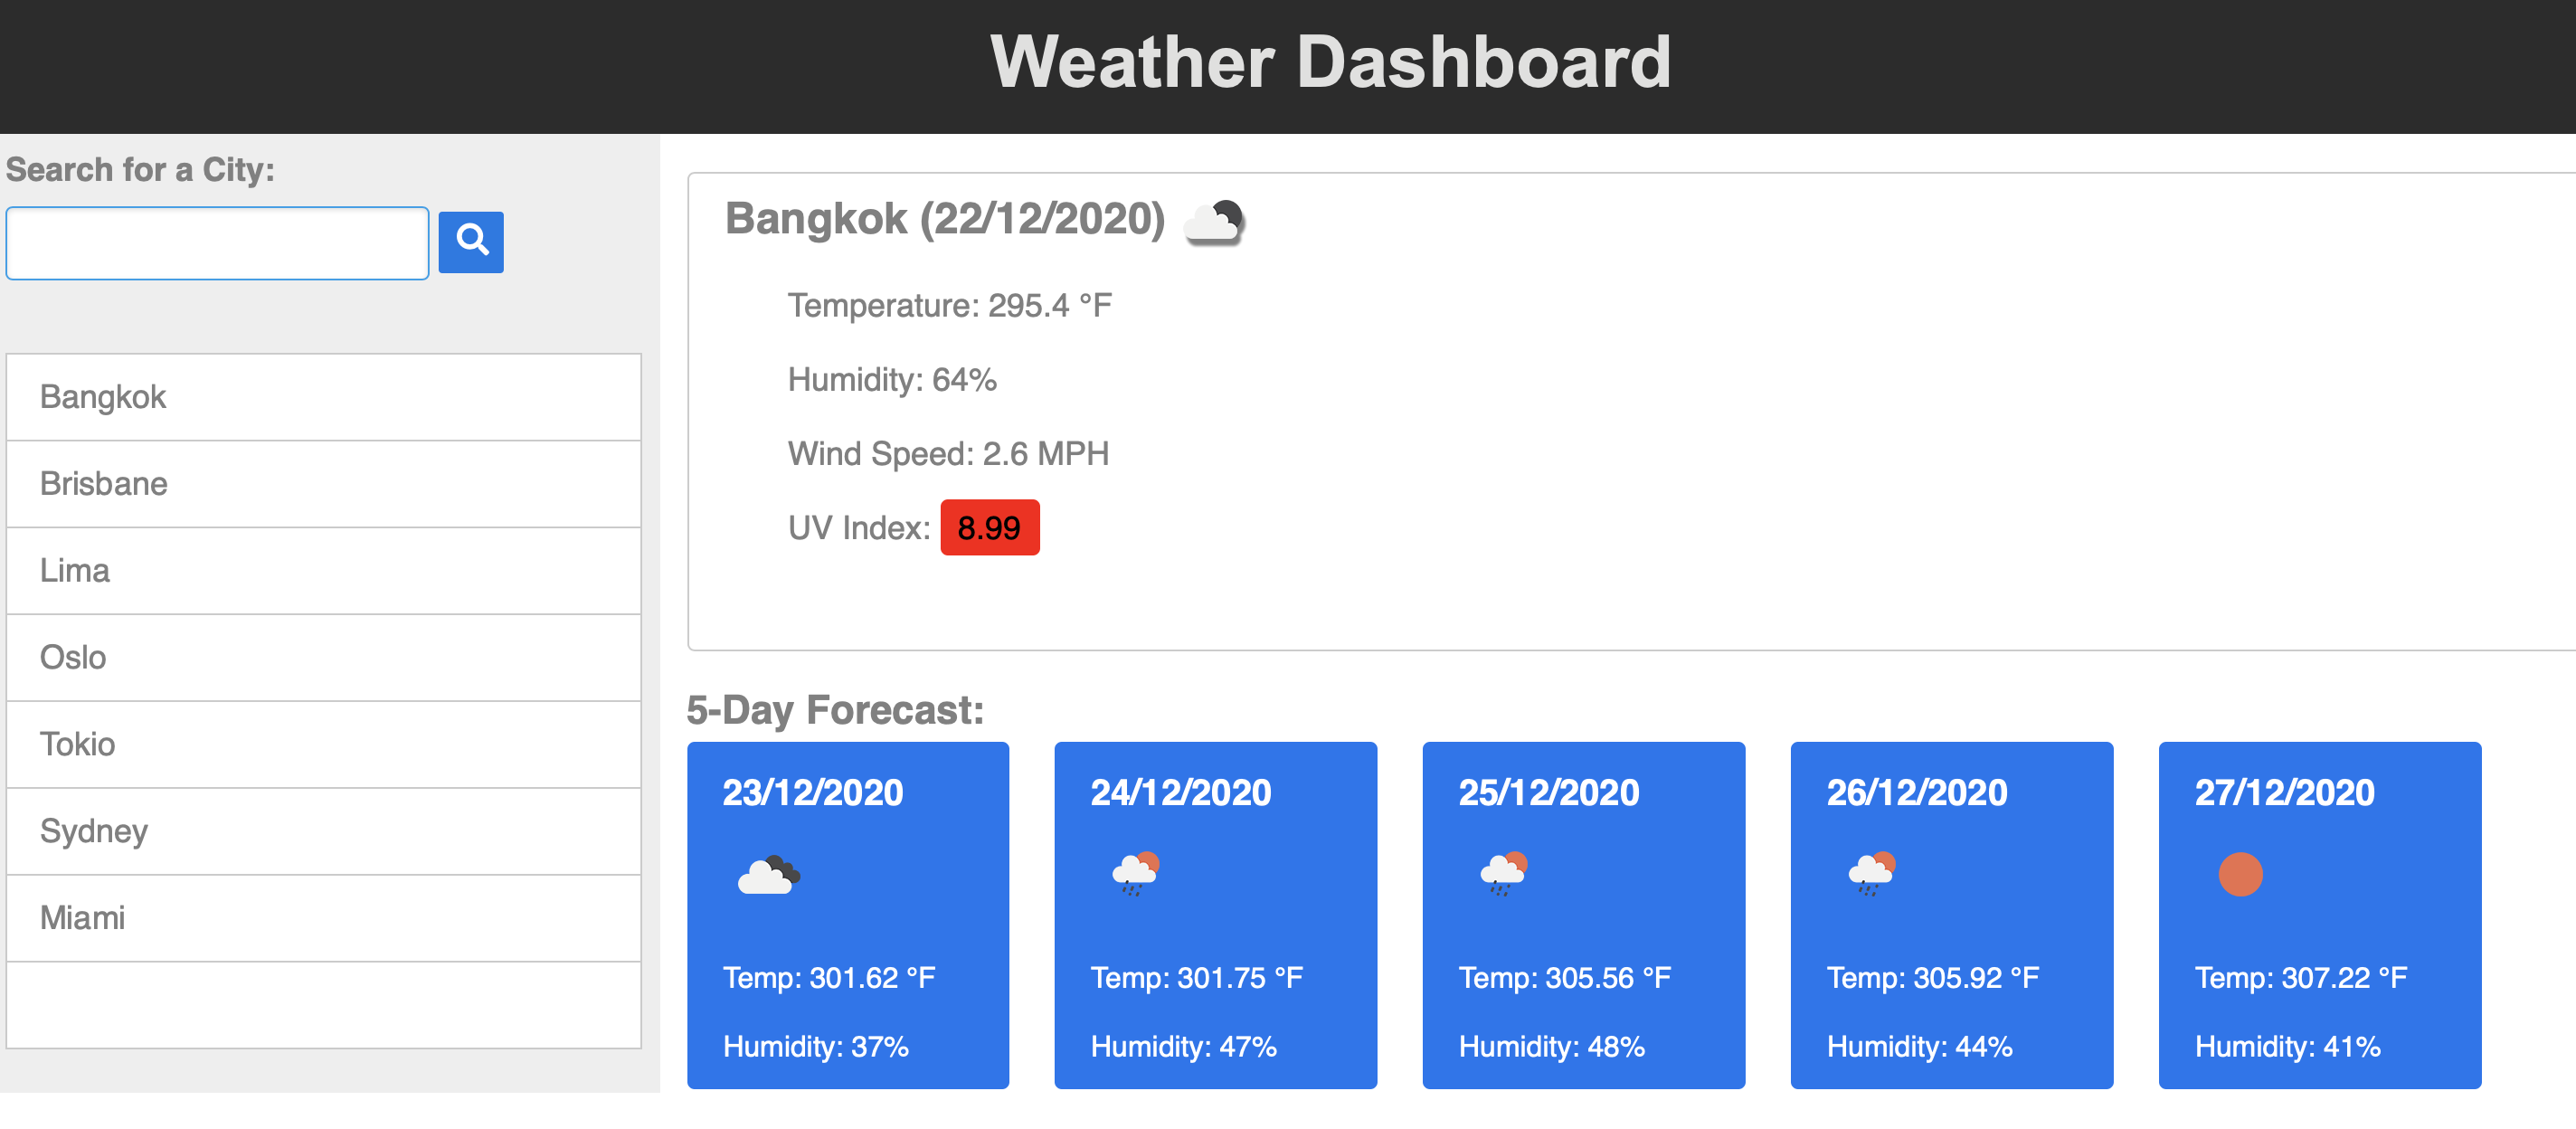 Weather Dashboard
Search for a City:
Bangkok
Brisbane
Lima
Oslo
Tokio
Sydney
Miami
Bangkok (22/12/2020)
Temperature: 295.4 °F
Humidity: 64%
Wind Speed: 2.6 MPH
UV Index: 8.99
5-Day Forecast:
23/12/2020
Temp: 301.62 °F
Humidity: 37%
24/12/2020
Temp: 301.75 °F
Humidity: 47%
25/12/2020
Temp: 305.56 °F
Humidity: 48%
26/12/2020
Temp: 305.92 °F
Humidity: 44%
27/12/2020
Temp: 307.22 °F
Humidity: 41%